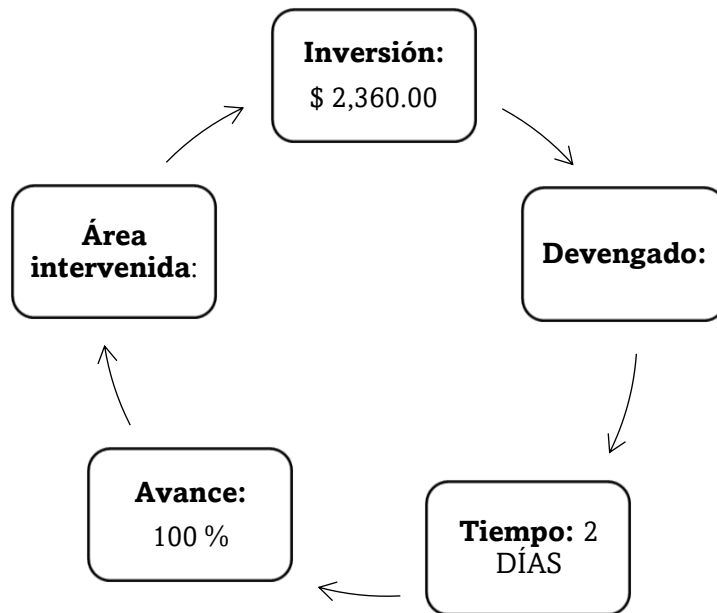 Inversión:
$ 2,360.00
Devengado:
Tiempo: 2
DÍAS
Avance:
100 %
Área
intervenida: